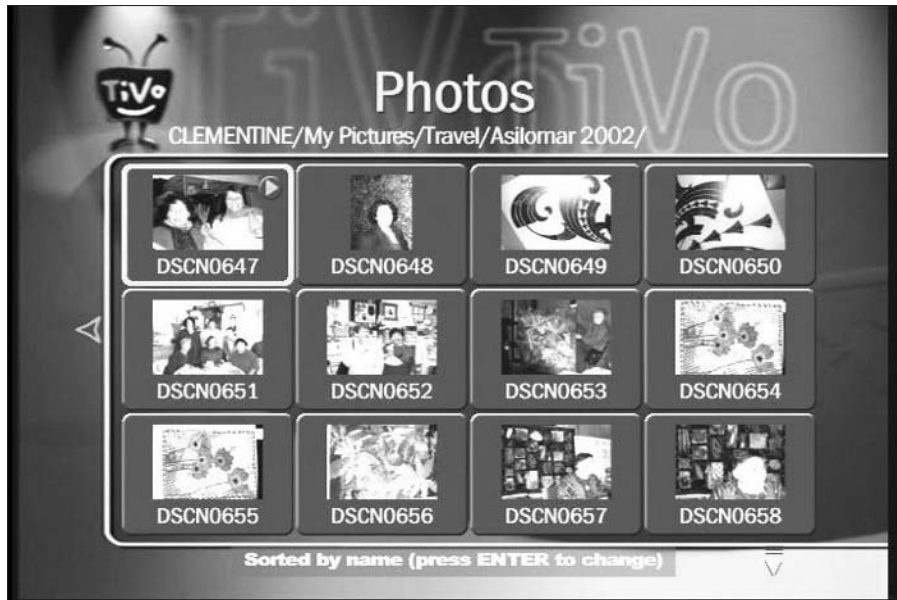 TiVo
TiVo
Photos
CLEMENTINE/My Pictures/Travel/Asilomar 2002/
DSCN0647 DSCN0648 DSCN0649 DSCN0650
DSCN0651 DSCN0652 DSCN0653 DSCN0654
DSCN0655 DSCN0656 DSCN0657 DSCN0658
Sorted by name (press ENTER to change)